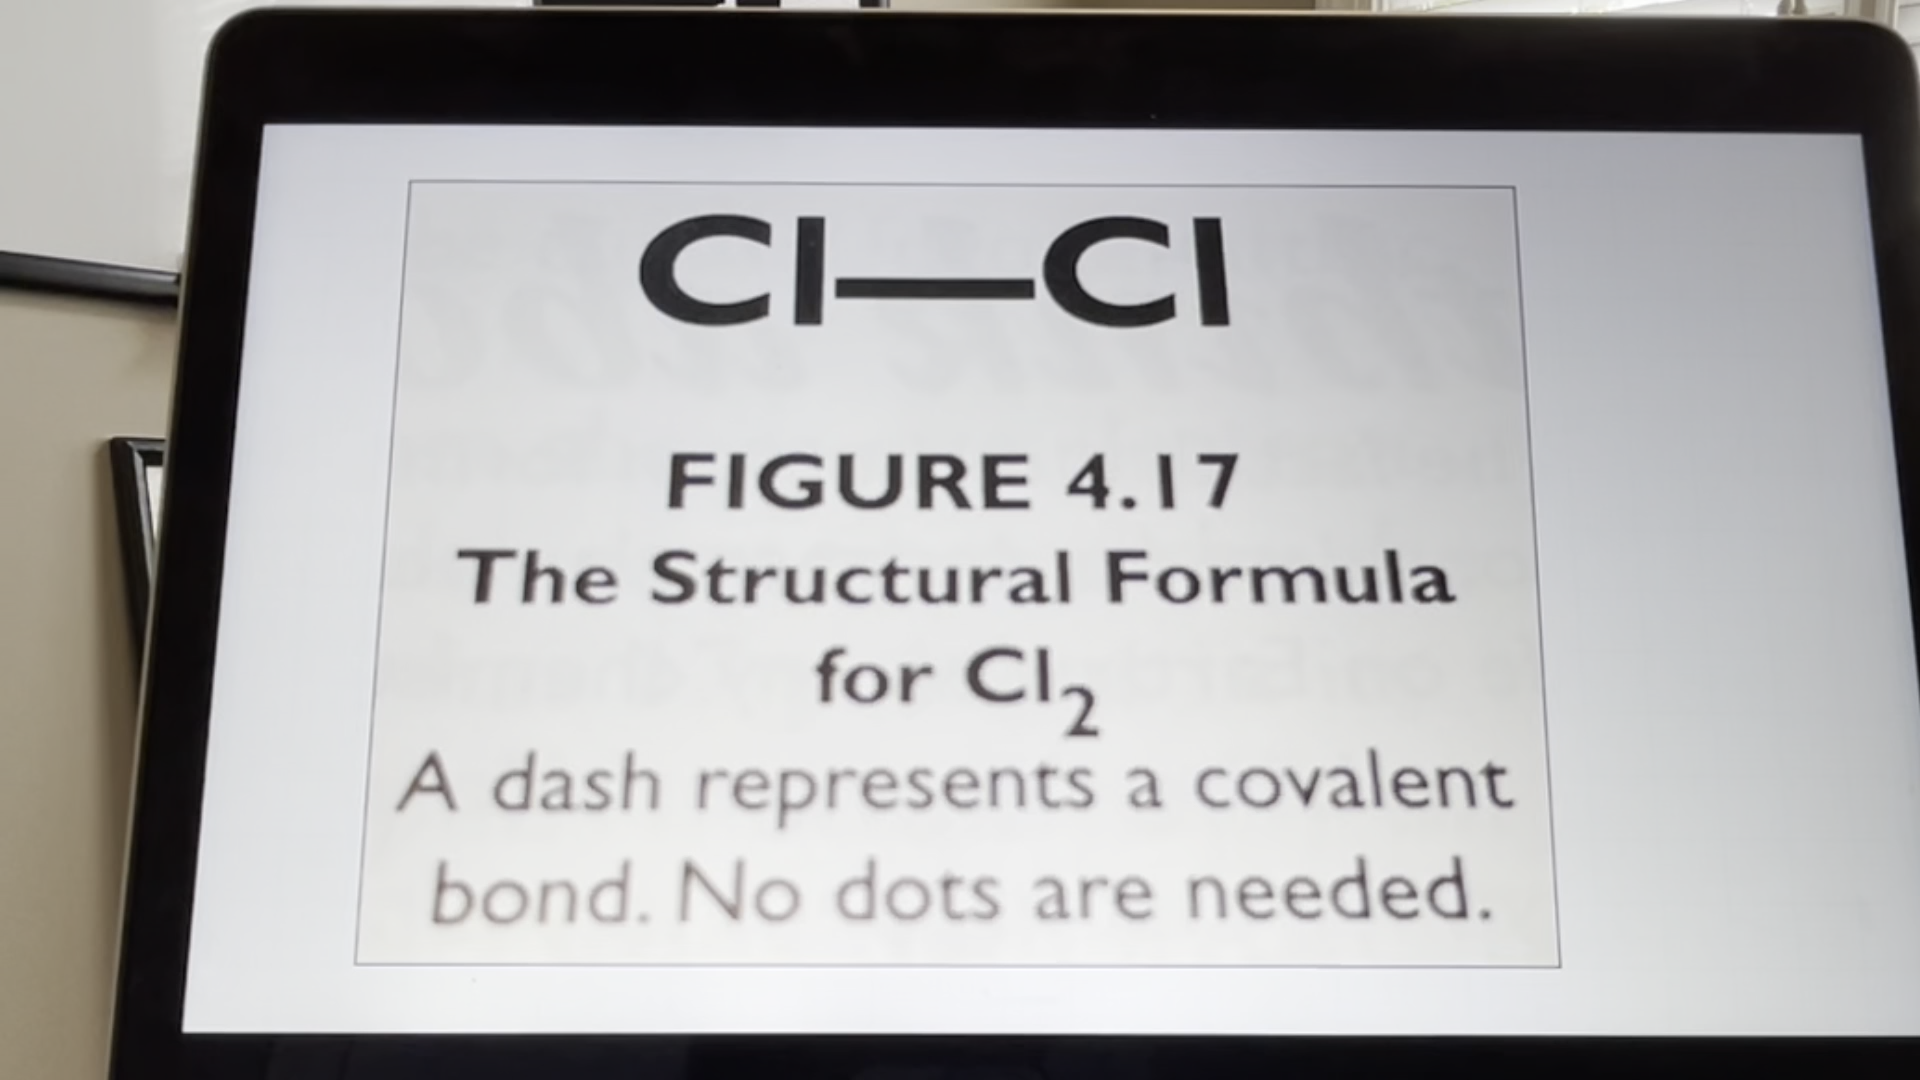 Cl—Cl
FIGURE 4.17
The Structural Formula
for Cl₂
A dash represents a covalent
bond. No dots are needed.